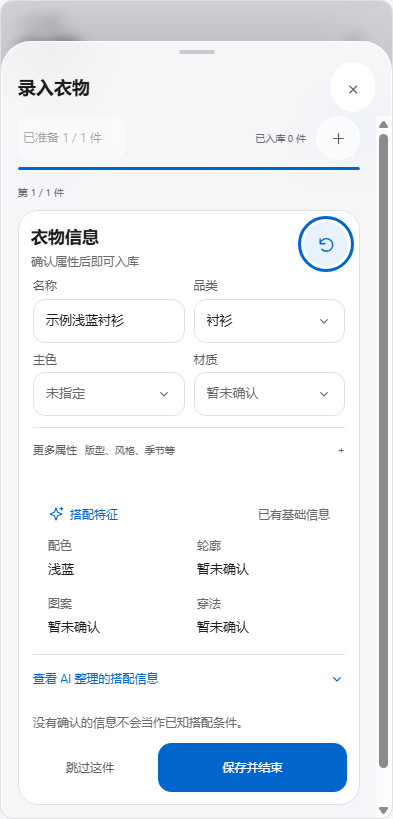 录入衣物
×
已准备 1 / 1 件
已入库 0 件
+
第 1 / 1 件
衣物信息
确认属性后即可入库
名称 品类
示例浅蓝衬衫 衬衫
主色 材质
未指定 暂未确认
更多属性 版型、风格、季节等 +
搭配特征 已有基础信息
配色 轮廓
浅蓝 暂未确认
图案 穿法
暂未确认 暂未确认
查看 AI 整理的搭配信息
没有确认的信息不会当作已知搭配条件。
跳过这件 保存并结束